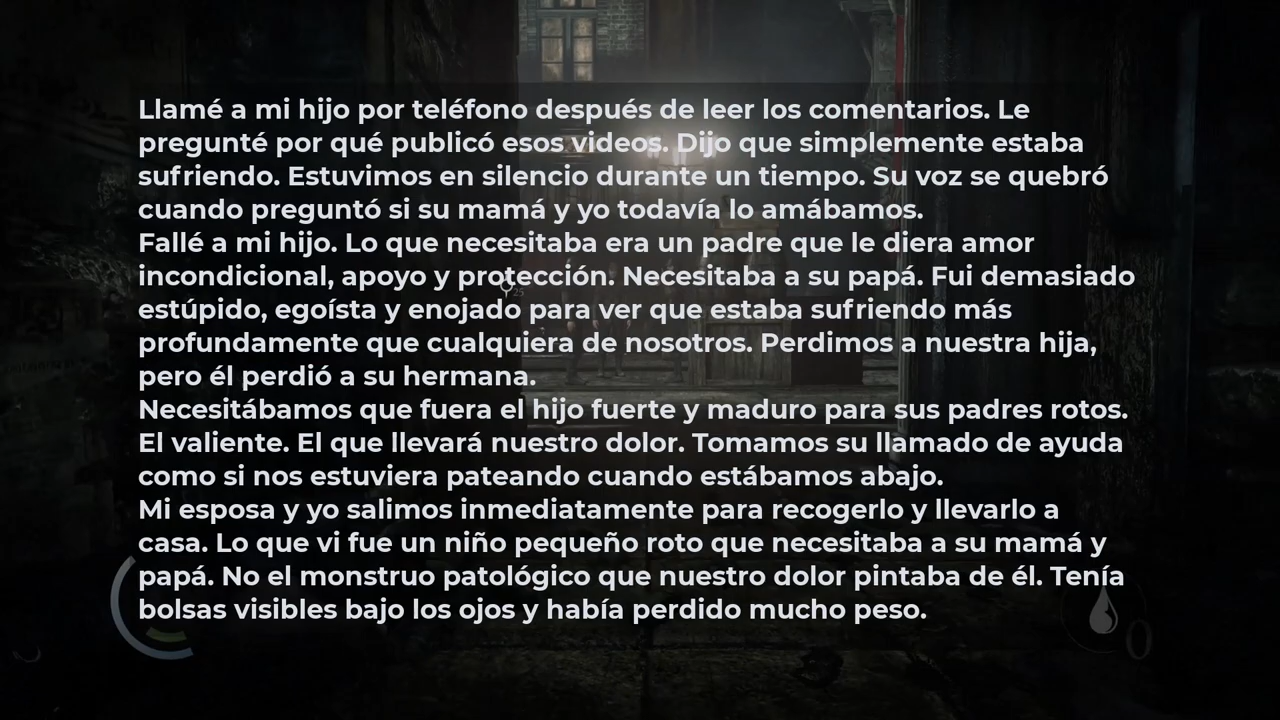 Llamé a mi hijo por teléfono después de leer los comentarios. Le
pregunté por qué publicó esos videos. Dijo que simplemente estaba
sufriendo. Estuvimos en silencio durante un tiempo. Su voz se quebró
cuando preguntó si su mamá y yo todavía lo amábamos.
Fallé a mi hijo. Lo que necesitaba era un padre que le diera amor
incondicional, apoyo y protección. Necesitaba a su papá. Fui demasiado
estúpido, egoísta y enojado para ver que estaba sufriendo más
profundamente que cualquiera de nosotros. Perdimos a nuestra hija,
pero él perdió a su hermana.
Necesitábamos que fuera el hijo fuerte y maduro para sus padres rotos.
El valiente. El que llevará nuestro dolor. Tomamos su llamado de ayuda
como si nos estuviera pateando cuando estábamos abajo.
Mi esposa y yo salimos inmediatamente para recogerlo y llevarlo a
casa. Lo que vi fue un niño pequeño roto que necesitaba a su mamá y
papá. No el monstruo patológico que nuestro dolor pintaba de él. Tenía
bolsas visibles bajo los ojos y había perdido mucho peso.
0